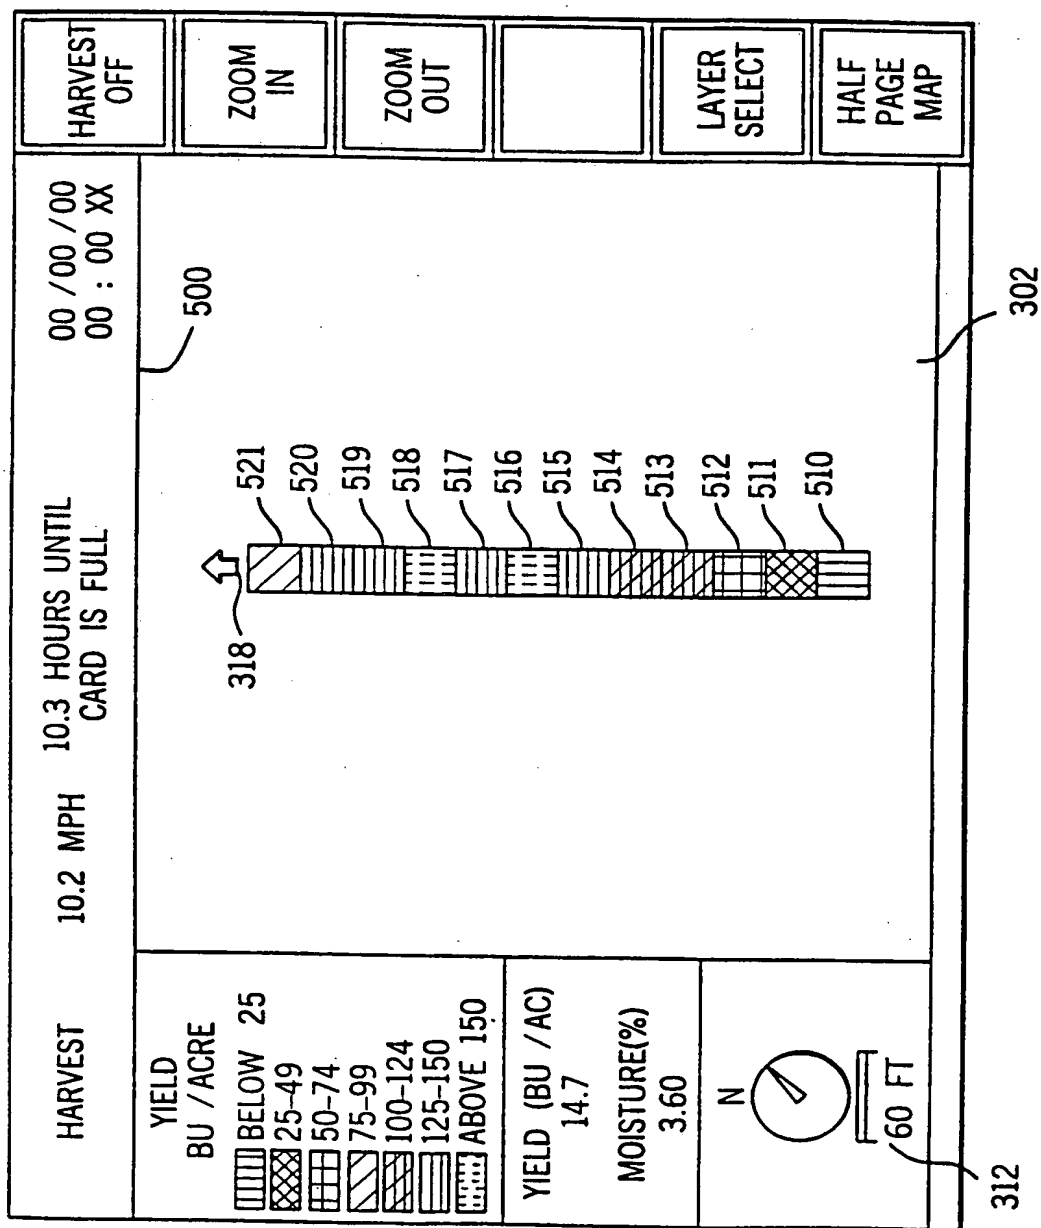 HARVEST
10.2 MPH
10.3 HOURS UNTIL
CARD IS FULL
00 /00 /00
00 : 00 XX
HARVEST
OFF
ZOOM
IN
ZOOM
OUT
LAYER
SELECT
HALF
PAGE
MAP
YIELD
BU /ACRE
BELOW 25
25-49
50-74
75-99
100-124
125-150
ABOVE 150
YIELD (BU /AC)
14.7
MOISTURE(%)
3.60
N
60 FT
312
318
500
521
520
519
518
517
516
515
514
513
512
511
510
302